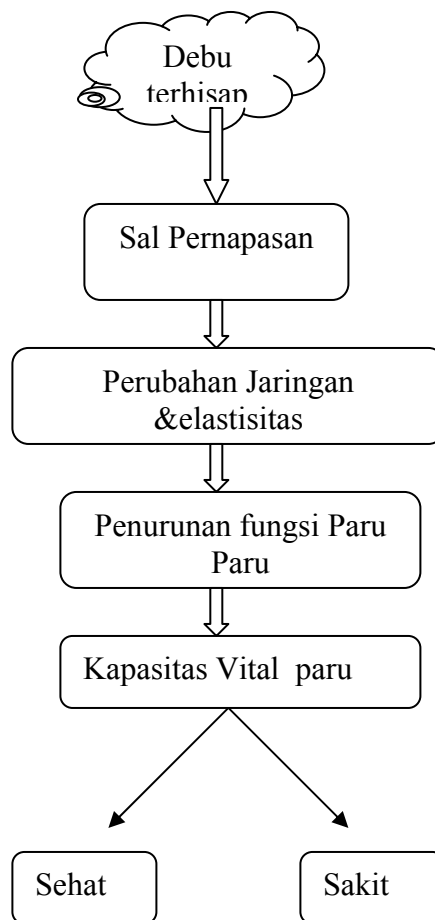 Debu
terhisap
Sal Pernapasan
Perubahan Jaringan
&elastisitas
Penurunan fungsi Paru
Paru
Kapasitas Vital paru
Sehat
Sakit